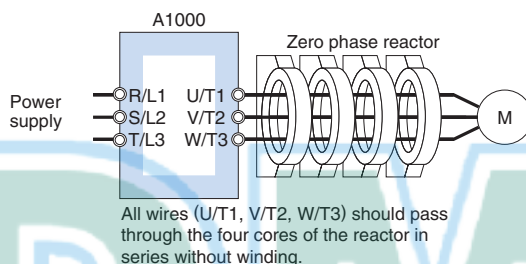 A1000
Zero phase reactor
Power
supply
R/L1 U/T1
S/L2 V/T2
T/L3 W/T3
M
All wires (U/T1, V/T2, W/T3) should pass
through the four cores of the reactor in
series without winding.